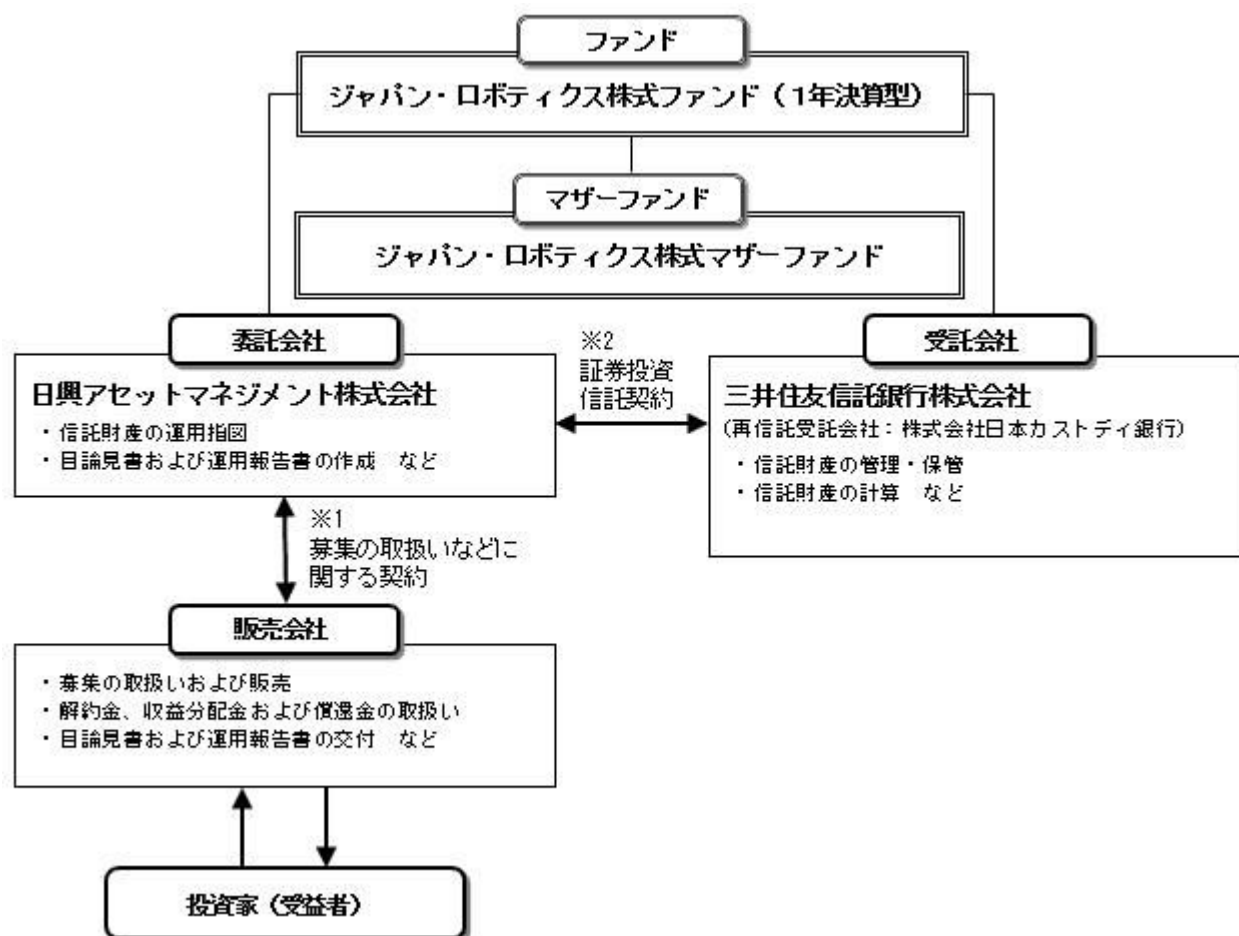 ファンド
ジャパン・ロボティクス株式ファンド(1年決算型)
マザーファンド
ジャパン・ロボティクス株式マザーファンド
委託会社
日興アセットマネジメント株式会社
・信託財産の運用指図
・目論見書および運用報告書の作成 など
※2
証券投資
信託契約
受託会社
三井住友信託銀行株式会社
(再信託受託会社:株式会社日本カストディ銀行)
・信託財産の管理・保管
・信託財産の計算 など
※1
募集の取扱いなどに
関する契約
販売会社
・募集の取扱いおよび販売
・解約金、収益分配金および償還金の取扱い
・目論見書および運用報告書の交付 など
投資家(受益者)